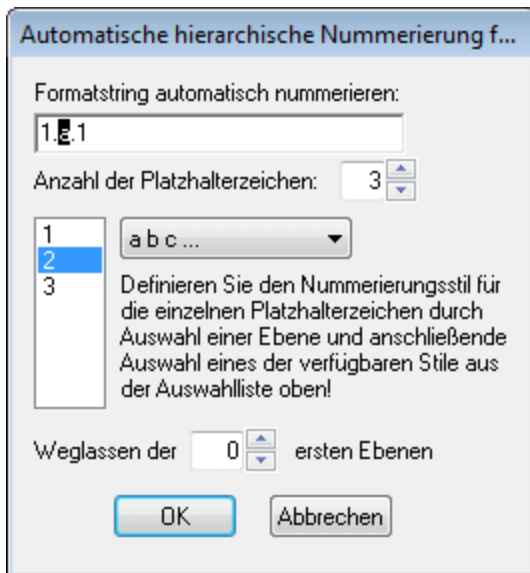 Automatische hierarchische Nummerierung f...
Formatstring automatisch nummerieren:
1.a.1
Anzahl der Platzhalterzeichen: 3
1
2
3
a b c ...
Definieren Sie den Nummerierungsstil für
die einzelnen Platzhalterzeichen durch
Auswahl einer Ebene und anschließende
Auswahl eines der verfügbaren Stile aus
der Auswahlliste oben!
Weglassen der 0 ersten Ebenen
OK Abbrechen